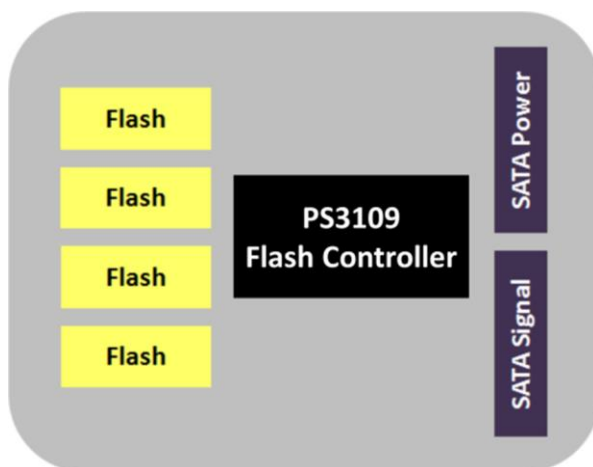 Flash
Flash
Flash
Flash
PS3109
Flash Controller
SATA Power
SATA Signal